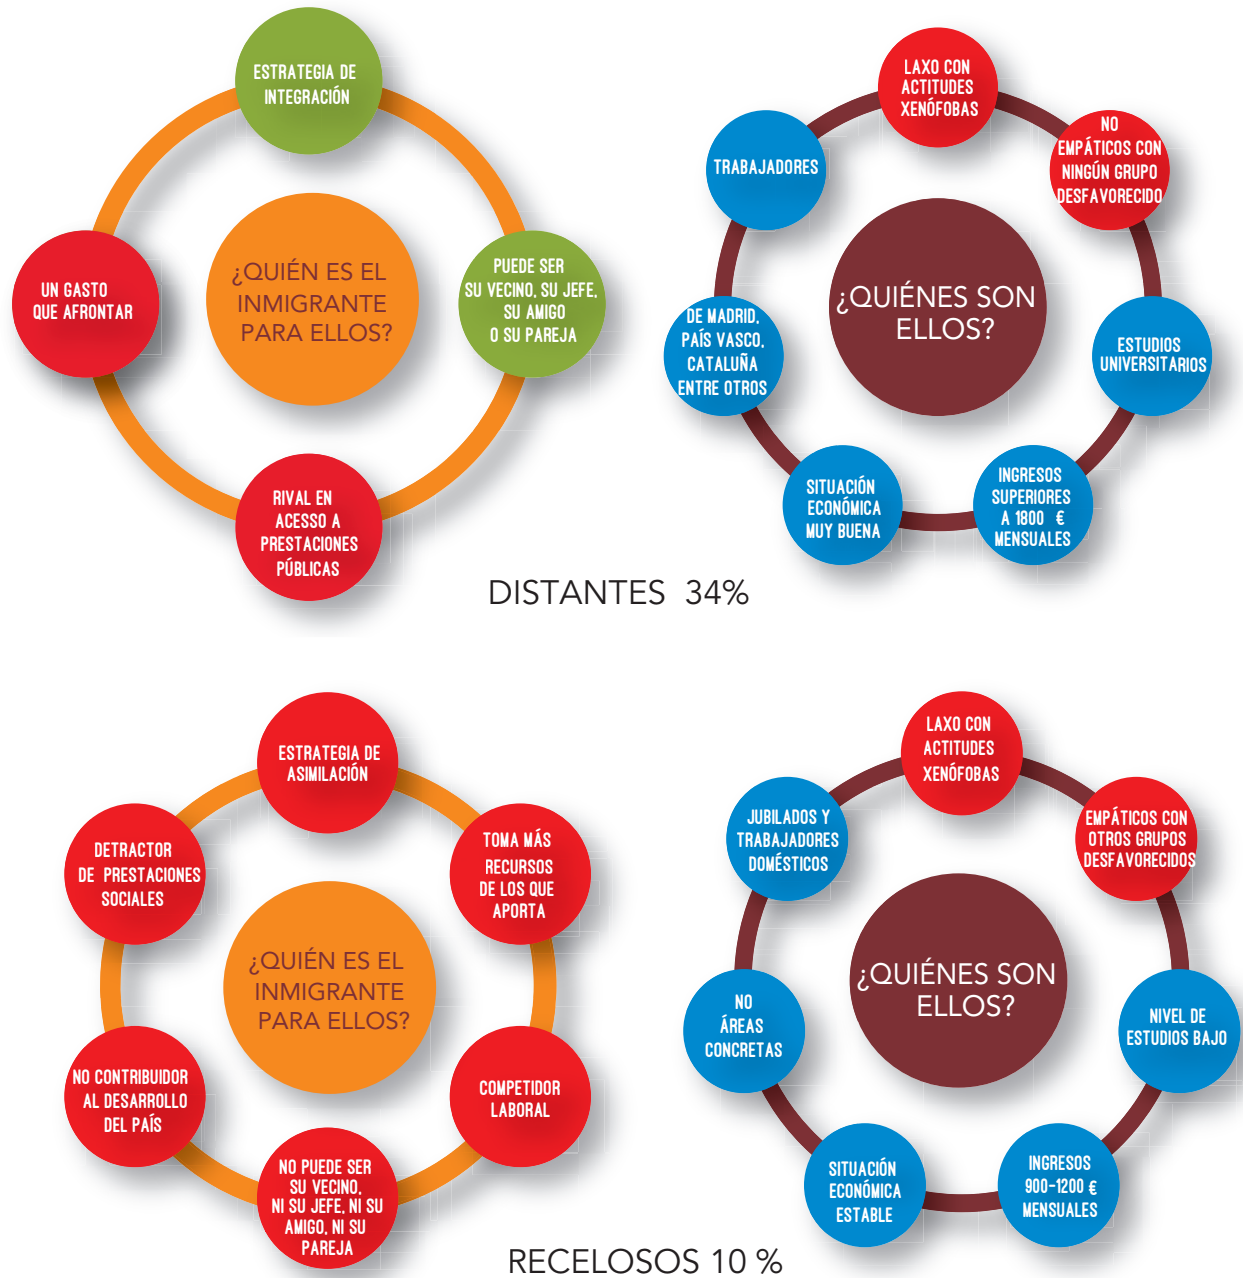 ESTRATEGIA DE
INTEGRACIÓN
UN GASTO
QUE AFRONTAR
¿QUIÉN ES EL
INMIGRANTE
PARA ELLOS?
PUEDE SER
SU VECINO, SU JEFE,
SU AMIGO
O SU PAREJA
RIVAL EN
ACESO A
PRESTACIONES
PÚBLICAS
LAXO CON
ACTITUDES
XENÓFOBAS
TRABAJADORES
NO
EMPÁTICOS CON
NINGÚN GRUPO
DESFAVORECIDO
DE MADRID,
PAÍS VASCO,
CATALUÑA
ENTRE OTROS
¿QUIÉNES SON
ELLOS?
ESTUDIOS
UNIVERSITARIOS
SITUACIÓN
ECONÓMICA
MUY BUENA
INGRESOS
SUPERIORES
A 1800 €
MENSUALES
DISTANTES 34%
ESTRATEGIA DE
ASIMILACIÓN
DETRACTOR
DE PRESTACIONES
SOCIALES
TOMA MÁS
RECURSOS
DE LOS QUE
APORTA
¿QUIÉN ES EL
INMIGRANTE
PARA ELLOS?
NO CONTRIBUIDOR
AL DESARROLLO
DEL PAÍS
COMPETIDOR
LABORAL
NO PUEDE SER
SU VECINO,
NI SU JEFE, NI SU
AMIGO, NI SU
PAREJA
LAXO CON
ACTITUDES
XENÓFOBAS
JUBILADOS Y
TRABAJADORES
DOMÉSTICOS
EMPÁTICOS CON
OTROS GRUPOS
DESFAVORECIDOS
NO
ÁREAS
CONCRETAS
¿QUIÉNES SON
ELLOS?
NIVEL DE
ESTUDIOS BAJO
SITUACIÓN
ECONÓMICA
ESTABLE
INGRESOS
900-1200 €
MENSUALES
RECELOSOS 10 %